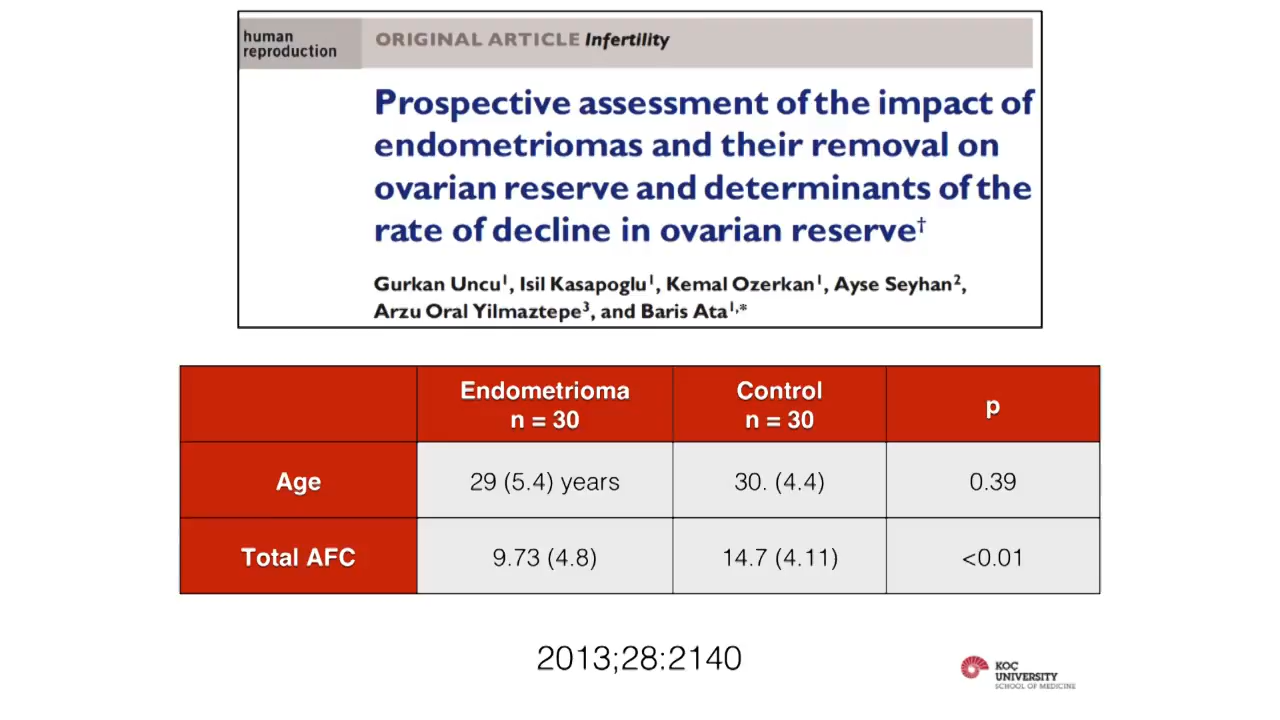 human
reproduction
ORIGINAL ARTICLE Infertility
Prospective assessment of the impact of
endometriomas and their removal on
ovarian reserve and determinants of the
rate of decline in ovarian reserve†
Gurkan Uncu1, Isil Kasapoglu1, Kemal Ozerkan1, Ayse Seyhan2,
Arzu Oral Yilmaztepe3, and Baris Ata1,*
Endometrioma
n = 30
Control
n = 30
p
Age
29 (5.4) years
30. (4.4)
0.39
Total AFC
9.73 (4.8)
14.7 (4.11)
<0.01
2013;28:2140
KOÇ
UNIVERSITY
SCHOOL OF MEDICINE